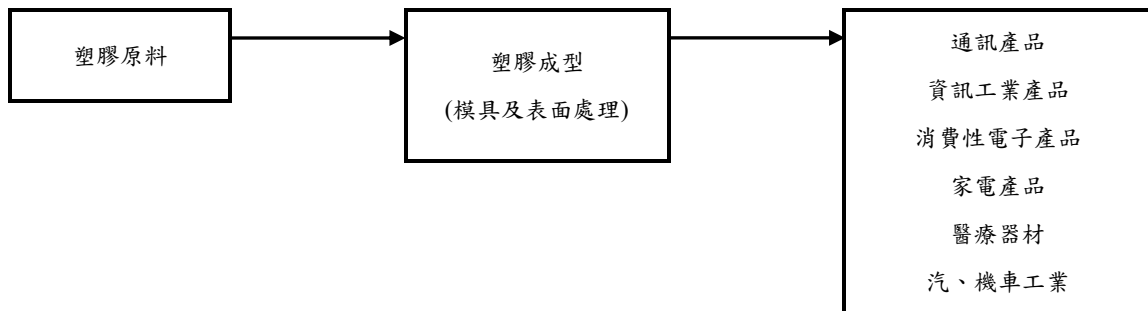 塑膠原料
塑膠成型
(模具及表面處理)
通訊產品
資訊工業產品
消費性電子產品
家電產品
醫療器材
汽、機車工業